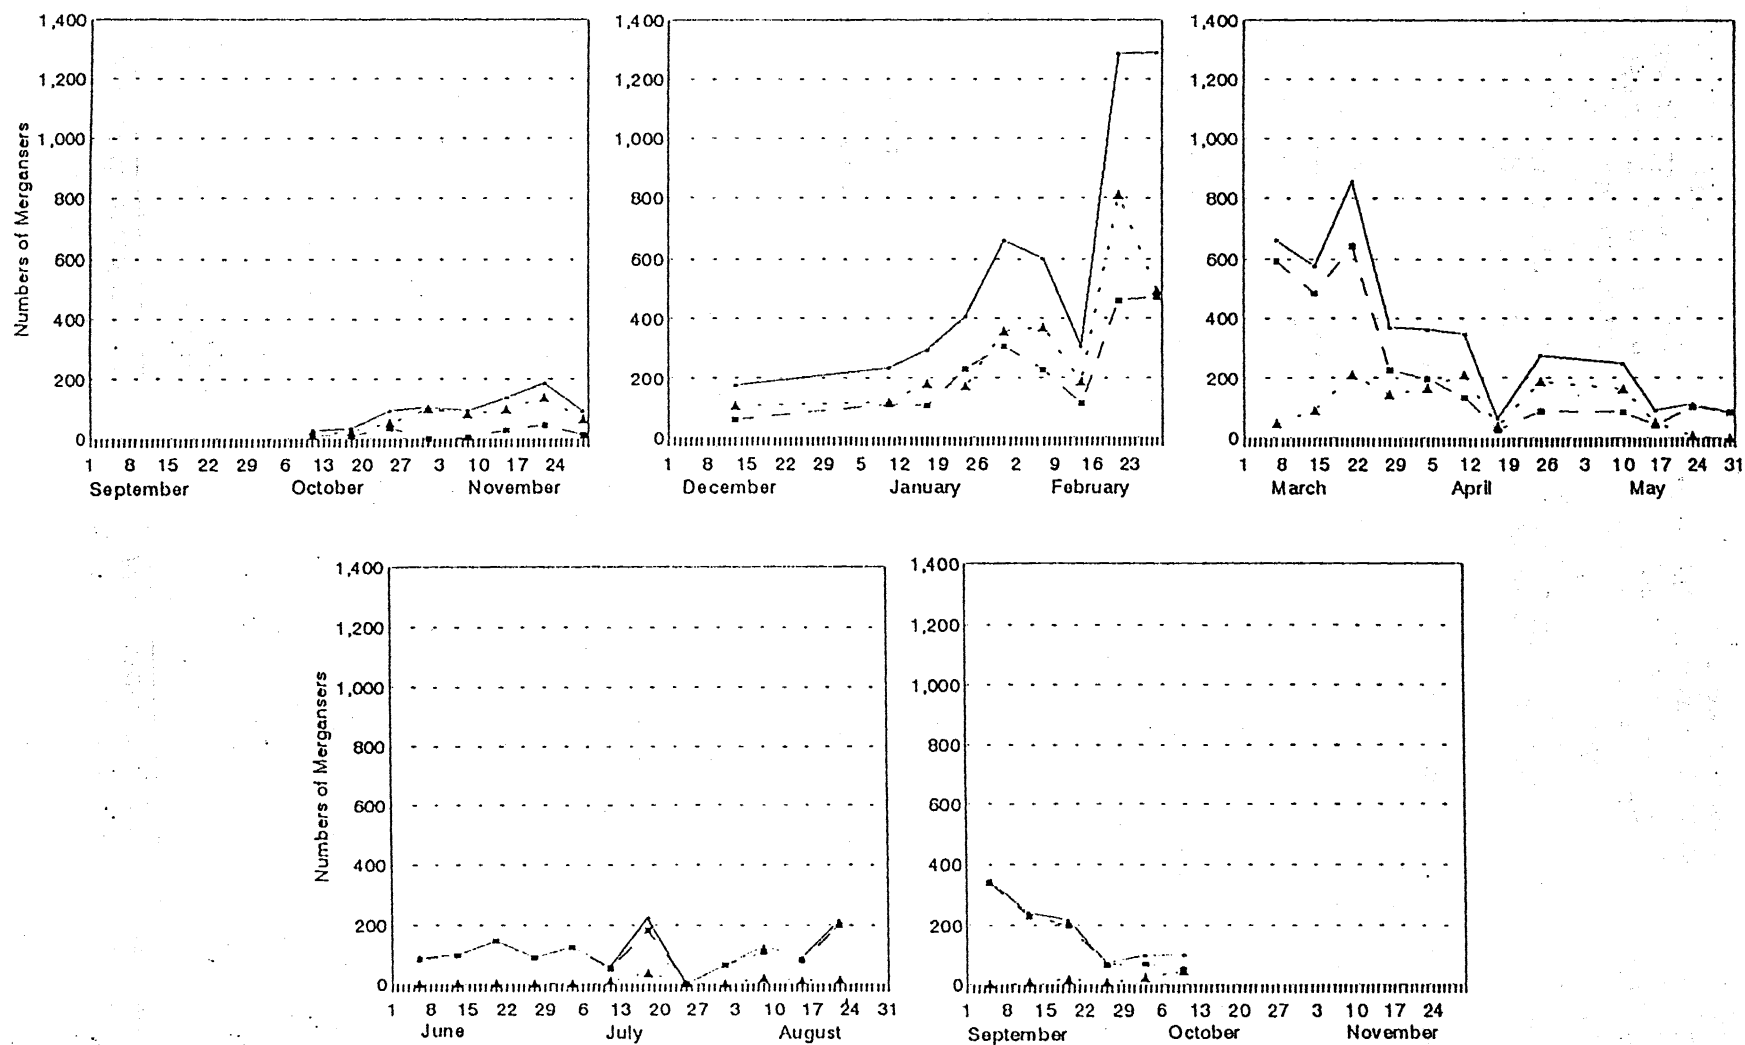 1,400 1,400 1,400
1,200 1,200 1,200
1,000 1,000 1,000
800 800 800
600 600 600
400 400 400
200 200 200
0 0 0
Numbers of Mergansers
1 8 15 22 29 6 13 20 27 3 10 17 24
September October November
1 8 15 22 29 5 12 19 26 2 9 16 23
December January February
1 8 15 22 29 5 12 19 26 3 10 17 24 31
March April May
1,400 1,400
1,200 1,200
1,000 1,000
800 800
600 600
400 400
200 200
0 0
Numbers of Mergansers
1 8 15 22 29 6 13 20 27 3 10 17 24 31
June July August
1 8 15 22 29 6 13 20 27 3 10 17 24
September October November